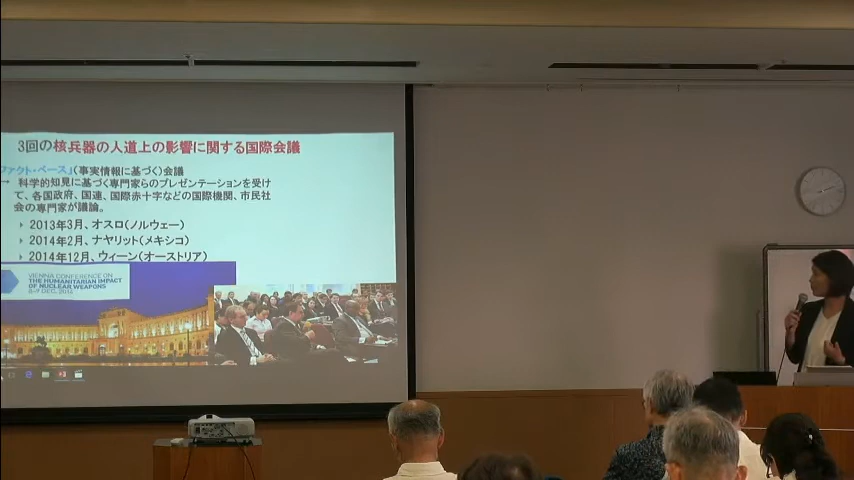 3回の核兵器の人道上の影響に関する国際会議
ファクト・ベース」(事実情報に基づく)会議
→ 科学的知見に基づく専門家らのプレゼンテーションを受け
て、各国政府、国連、国際赤十字などの国際機関、市民社
会の専門家が議論。
2013年3月、オスロ(ノルウェー)
2014年2月、ナヤリット(メキシコ)
2014年12月、ウィーン(オーストリア)
VIENNA CONFERENCE ON
THE HUMANITARIAN IMPACT
OF NUCLEAR WEAPONS
8-9 DEC. 2014